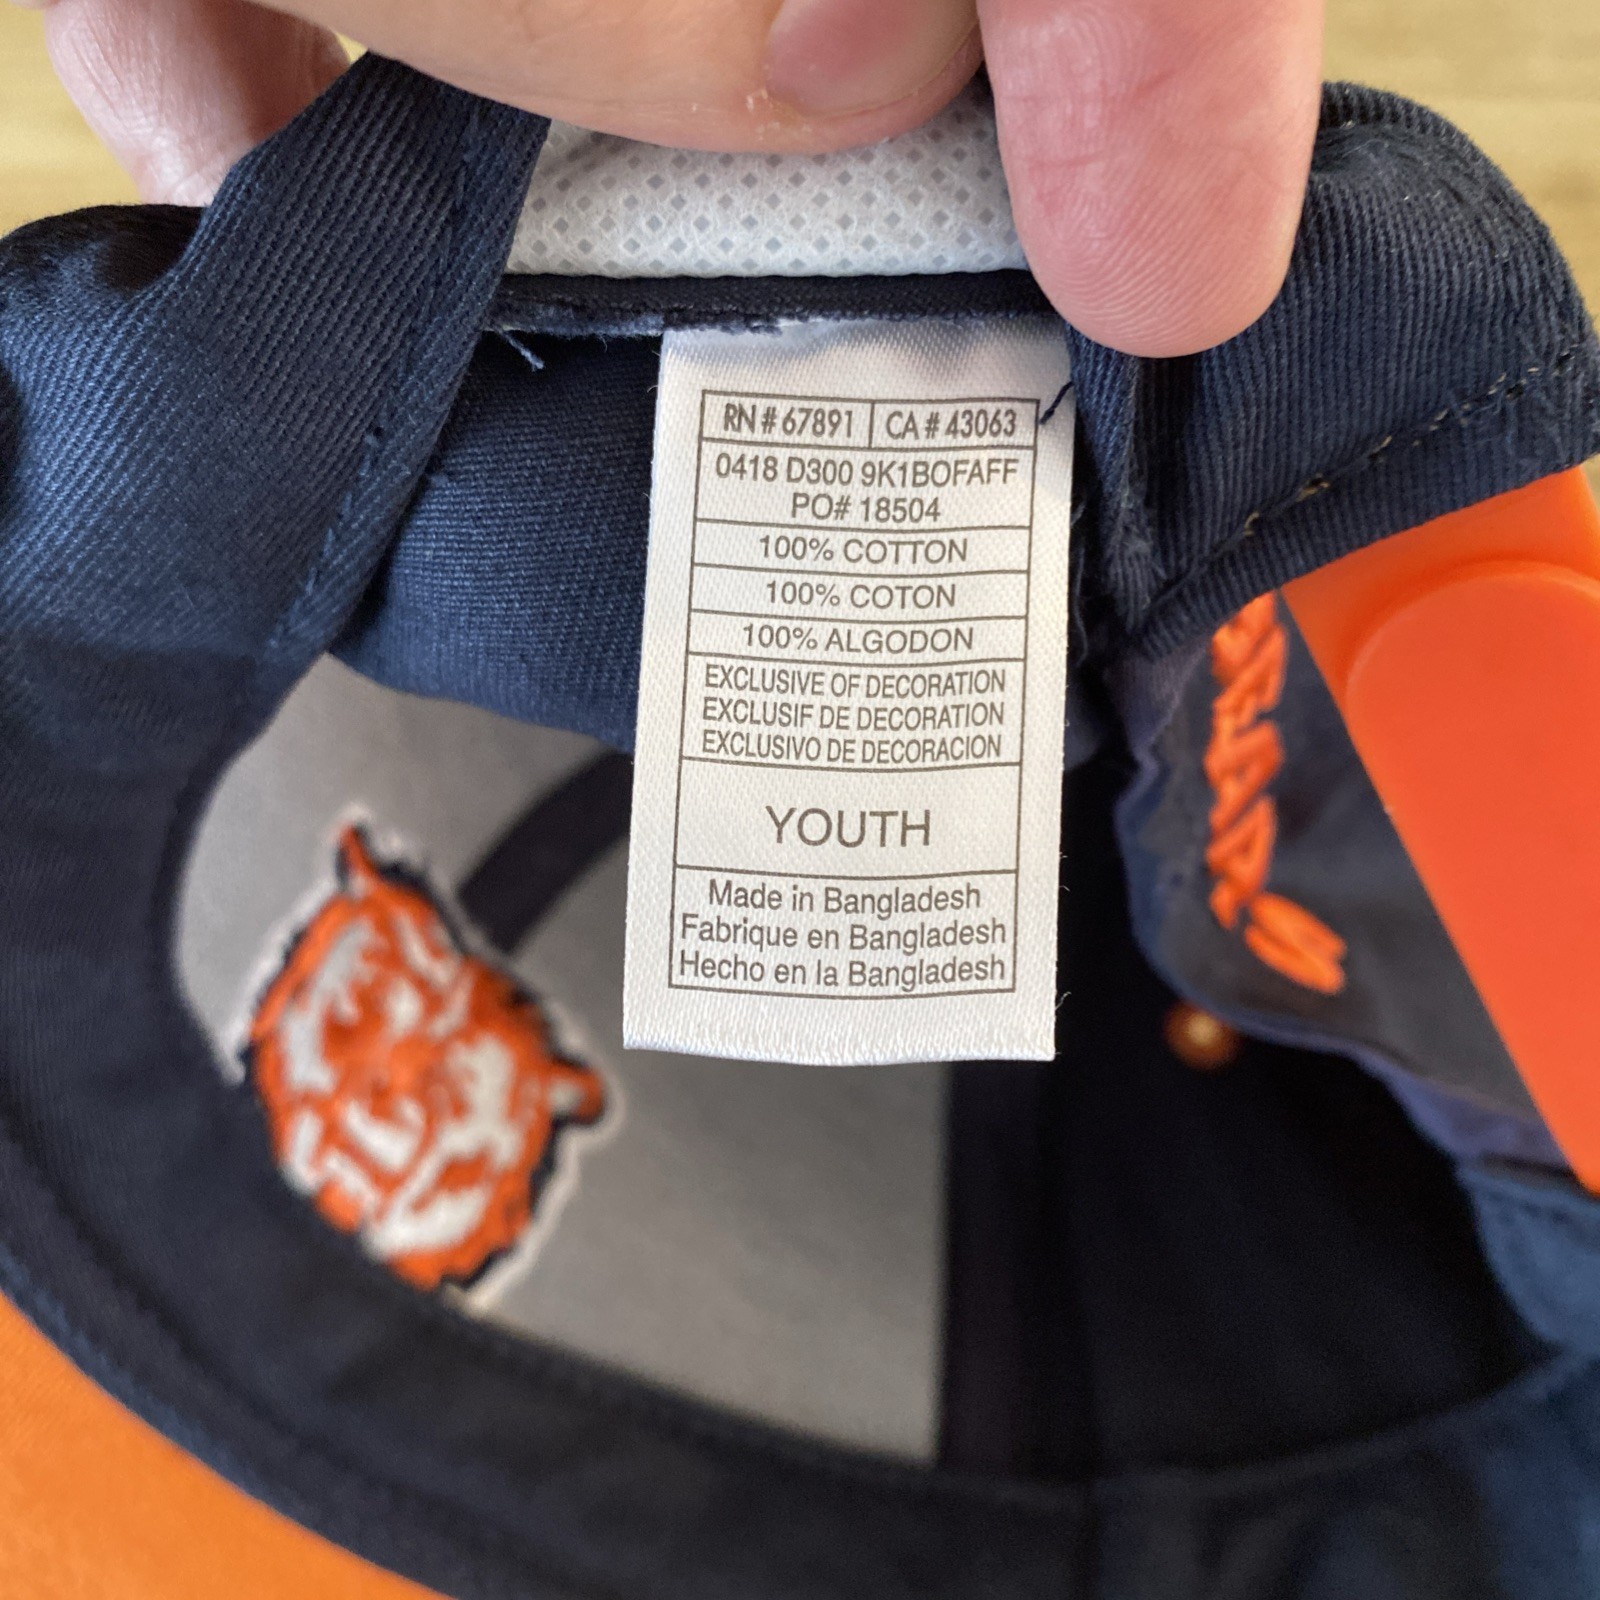 RN # 67891 CA # 43063
0418 D300 9K1BOFAFF
PO# 18504
100% COTTON
100% COTON
100% ALGODON
EXCLUSIVE OF DECORATION
EXCLUSIF DE DECORATION
EXCLUSIVO DE DECORACION
YOUTH
Made in Bangladesh
Fabrique en Bangladesh
Hecho en la Bangladesh